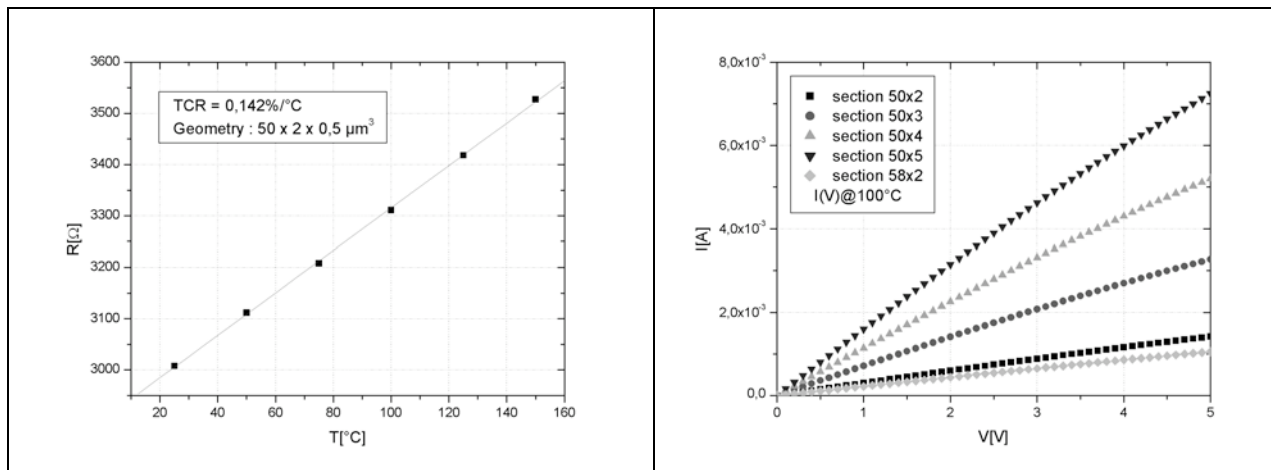 3600
3500
3400
3300
3200
3100
3000
R[Ω]
TCR = 0,142%/°C
Geometry : 50 x 2 x 0,5 µm³
20 40 60 80 100 120 140 160
T[°C]
8,0x10⁻³
6,0x10⁻³
4,0x10⁻³
2,0x10⁻³
0,0
I[A]
section 50x2
section 50x3
section 50x4
section 50x5
section 58x2
I(V)@100°C
0 1 2 3 4 5
V[V]